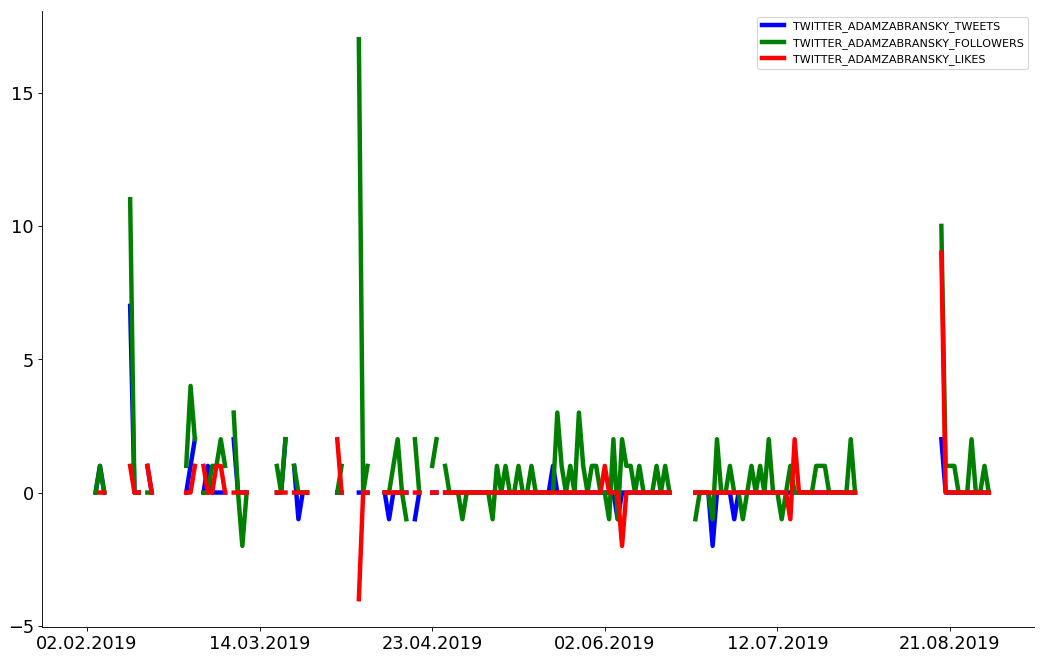 TWITTER_ADAMZABRANSKY_TWEETS
TWITTER_ADAMZABRANSKY_FOLLOWERS
TWITTER_ADAMZABRANSKY_LIKES
15
10
5
0
−5
02.02.2019 14.03.2019 23.04.2019 02.06.2019 12.07.2019 21.08.2019